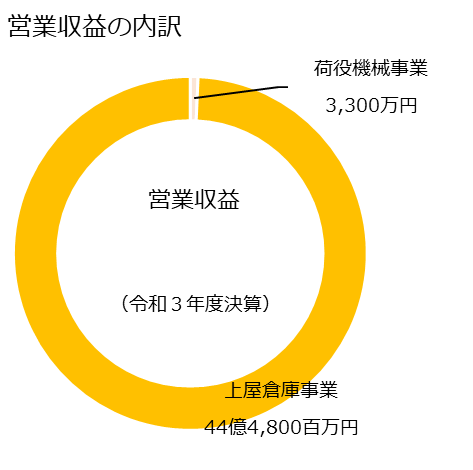 営業収益の内訳
荷役機械事業
3,300万円
営業収益
（令和３年度決算）
上屋倉庫事業
44億4,800百万円